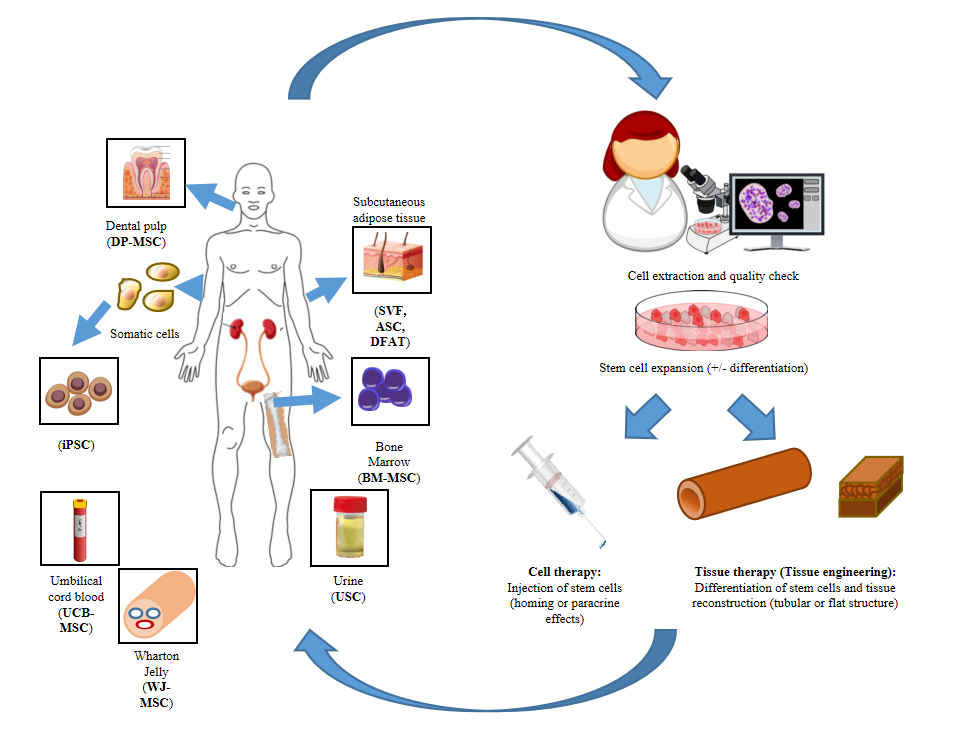 Dental pulp
(DP-MSC)
Subcutaneous
adipose tissue
(SVF,
ASC,
DFAT)
Somatic cells
(iPSC)
Bone
Marrow
(BM-MSC)
Umbilical
cord blood
(UCB-
MSC)
Wharton
Jelly
(WJ-
MSC)
Urine
(USC)
Cell extraction and quality check
Stem cell expansion (+/- differentiation)
Cell therapy:
Injection of stem cells
(homing or paracrine
effects)
Tissue therapy (Tissue engineering):
Differentiation of stem cells and tissue
reconstruction (tubular or flat structure)